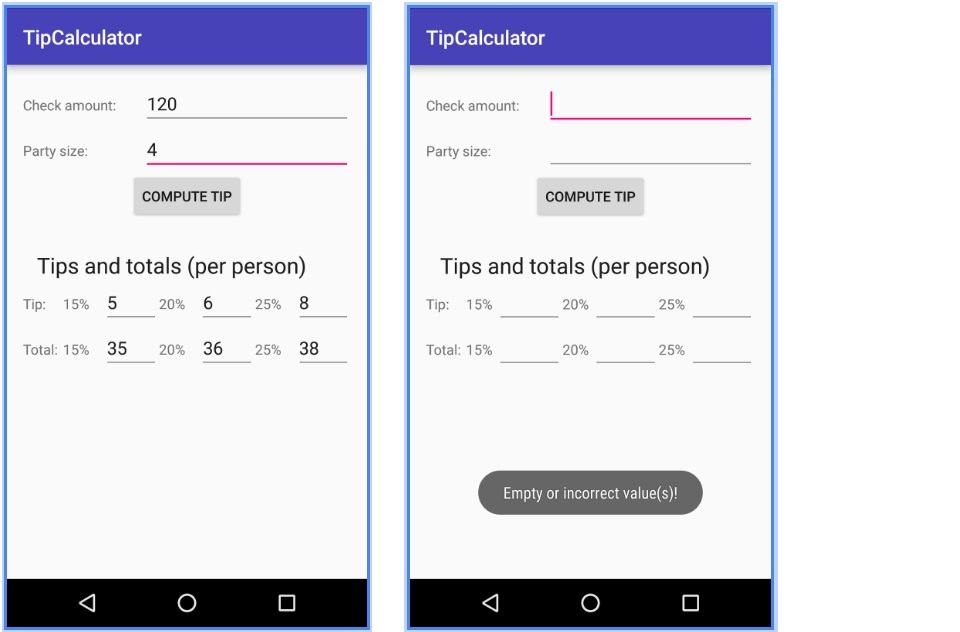 TipCalculator
Check amount: 120
Party size: 4
COMPUTE TIP
Tips and totals (per person)
Tip: 15% 5 20% 6 25% 8
Total: 15% 35 20% 36 25% 38
TipCalculator
Check amount:
Party size:
COMPUTE TIP
Tips and totals (per person)
Tip: 15% 20% 25%
Total: 15% 20% 25%
Empty or incorrect value(s)!